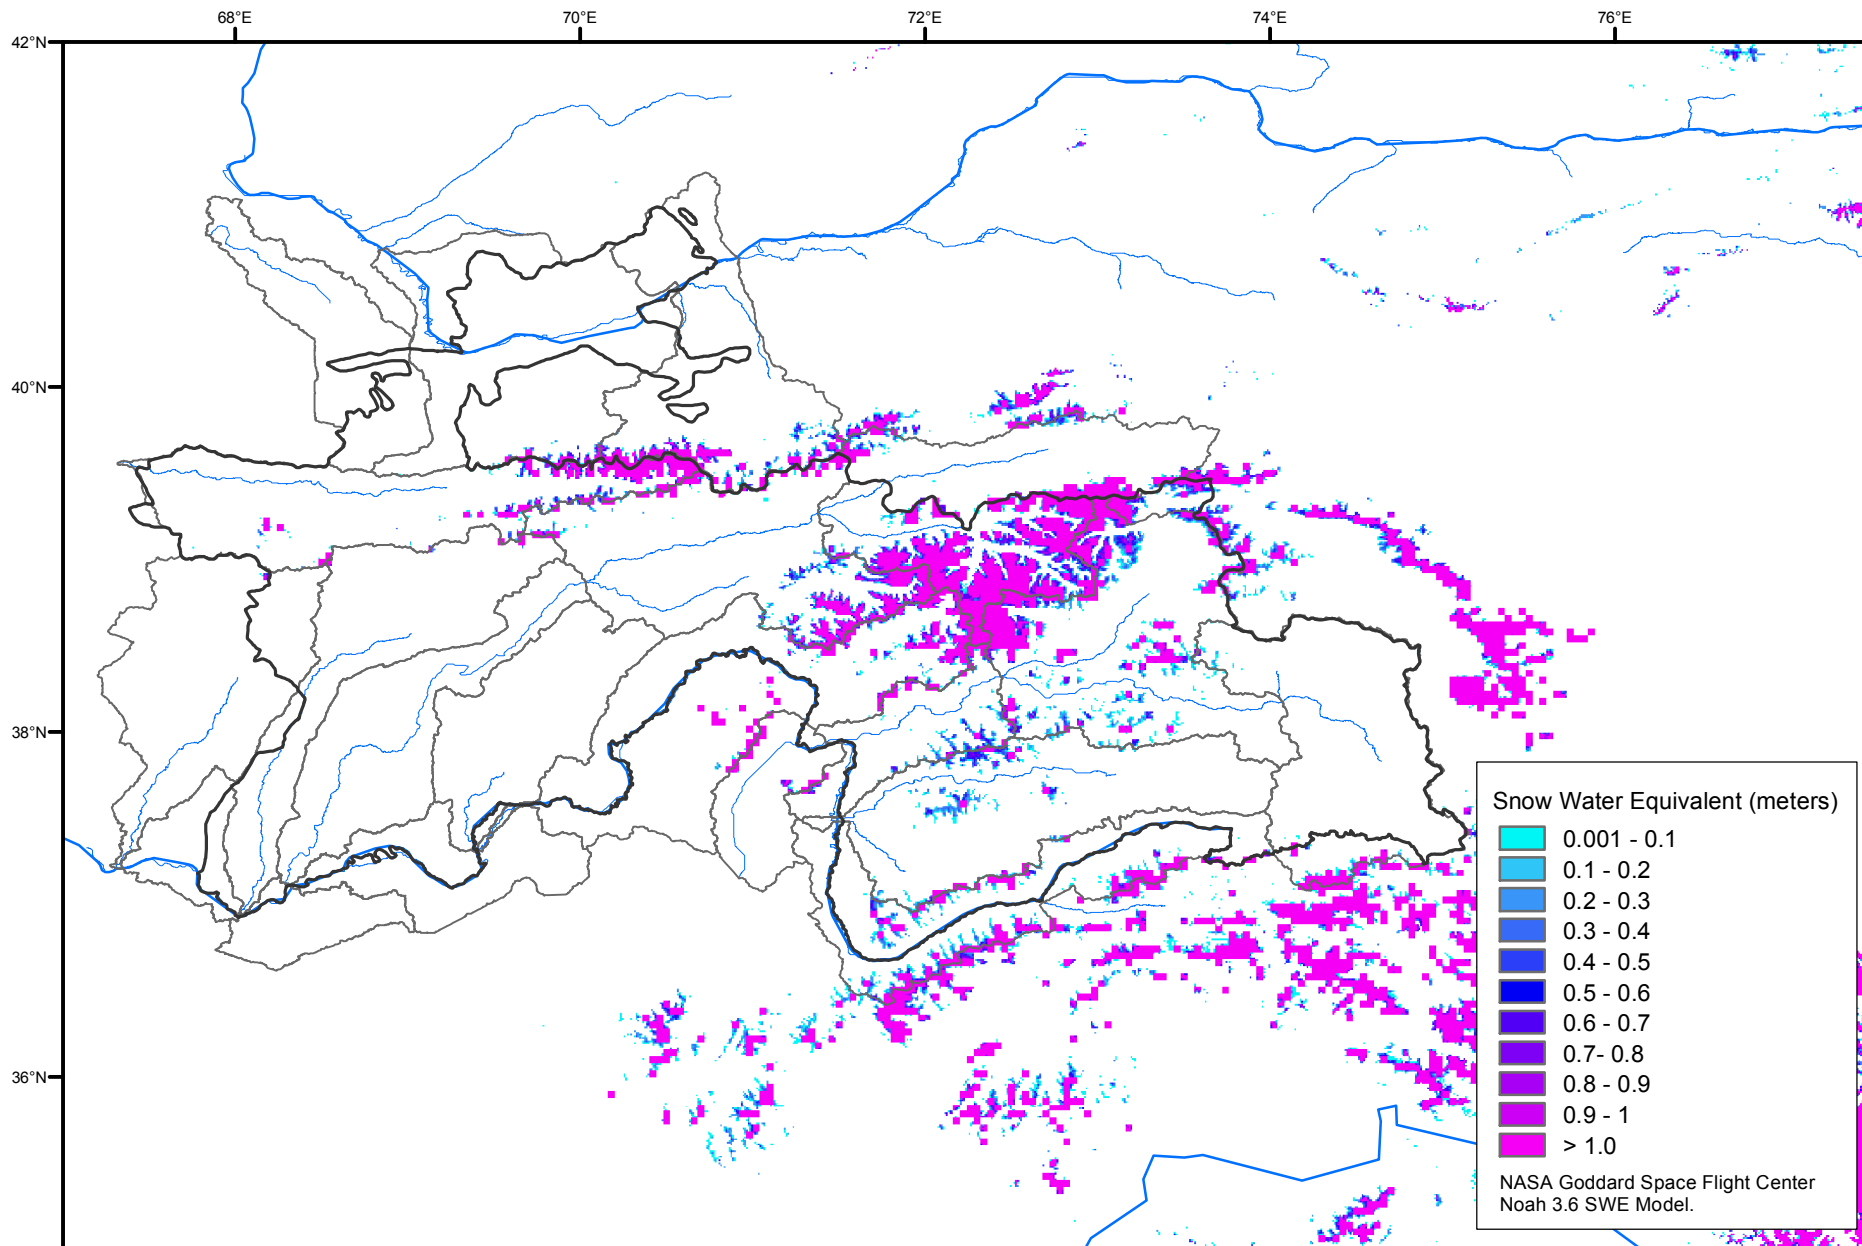 68°E
70°E
72°E
74°E
76°E
42°N
40°N
38°N
36°N
Snow Water Equivalent (meters)
0.001 - 0.1
0.1 - 0.2
0.2 - 0.3
0.3 - 0.4
0.4 - 0.5
0.5 - 0.6
0.6 - 0.7
0.7- 0.8
0.8 - 0.9
0.9 - 1
> 1.0
NASA Goddard Space Flight Center
Noah 3.6 SWE Model.